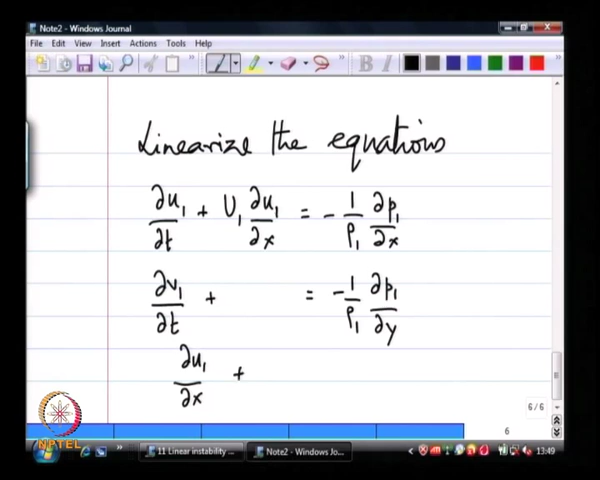 Note2 - Windows Journal
File Edit View Insert Actions Tools Help
B I
Linearize the equations
∂u₁/∂t + U₁ ∂u₁/∂x = - 1/ρ₁ ∂p₁/∂x
∂v₁/∂t + = - 1/ρ₁ ∂p₁/∂y
∂u₁/∂x +
6/6
6
NPTEL
11 Linear instability ...
Note2 - Windows Jo...
13:49